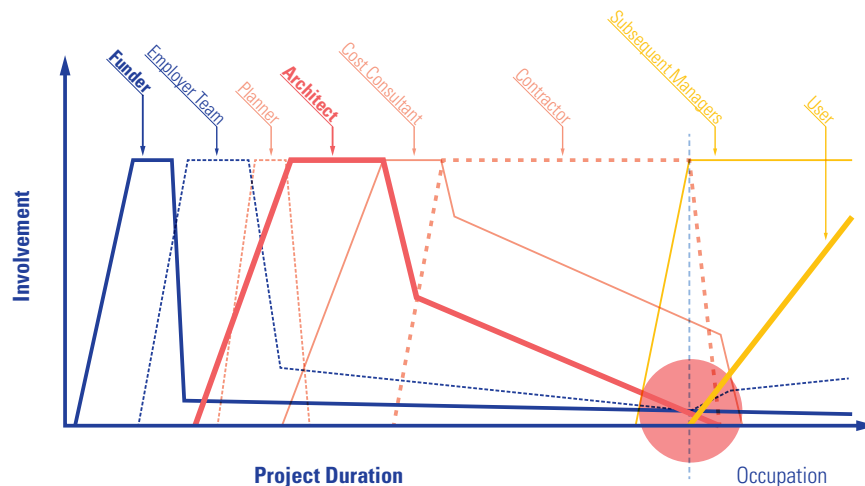 Funder
Employer Team
Planner
Architect
Cost Consultant
Contractor
Subsequent Managers
User
Involvement
Project Duration
Occupation